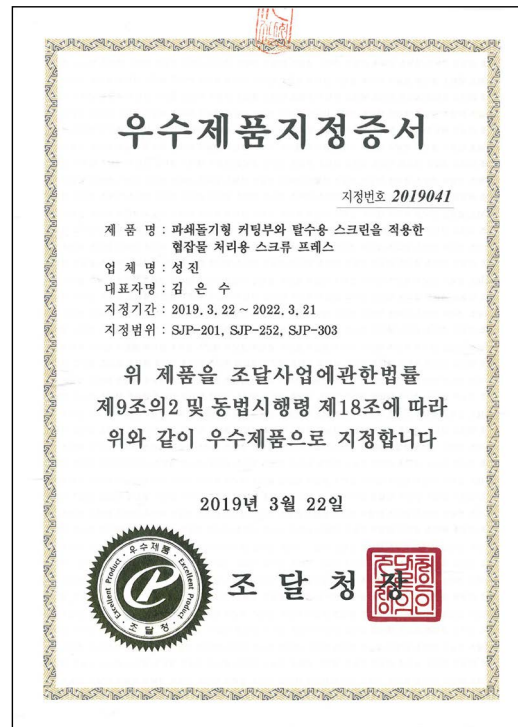 우수제품지정증서
지정번호 2019041
제 품 명 : 파쇄돌기형 커팅부와 탈수용 스크린을 적용한
협잡물 처리용 스크류 프레스
업 체 명 : 성진
대표자명 : 김 은 수
지정기간 : 2019. 3. 22 ~ 2022. 3. 21
지정범위 : SJP-201, SJP-252, SJP-303
위 제품을 조달사업에관한법률
제9조의2 및 동법시행령 제18조에 따라
위와 같이 우수제품으로 지정합니다
2019년 3월 22일
· 우수제품 · Excellent Product · 조달청 · Excellent Product
조 달 청 장